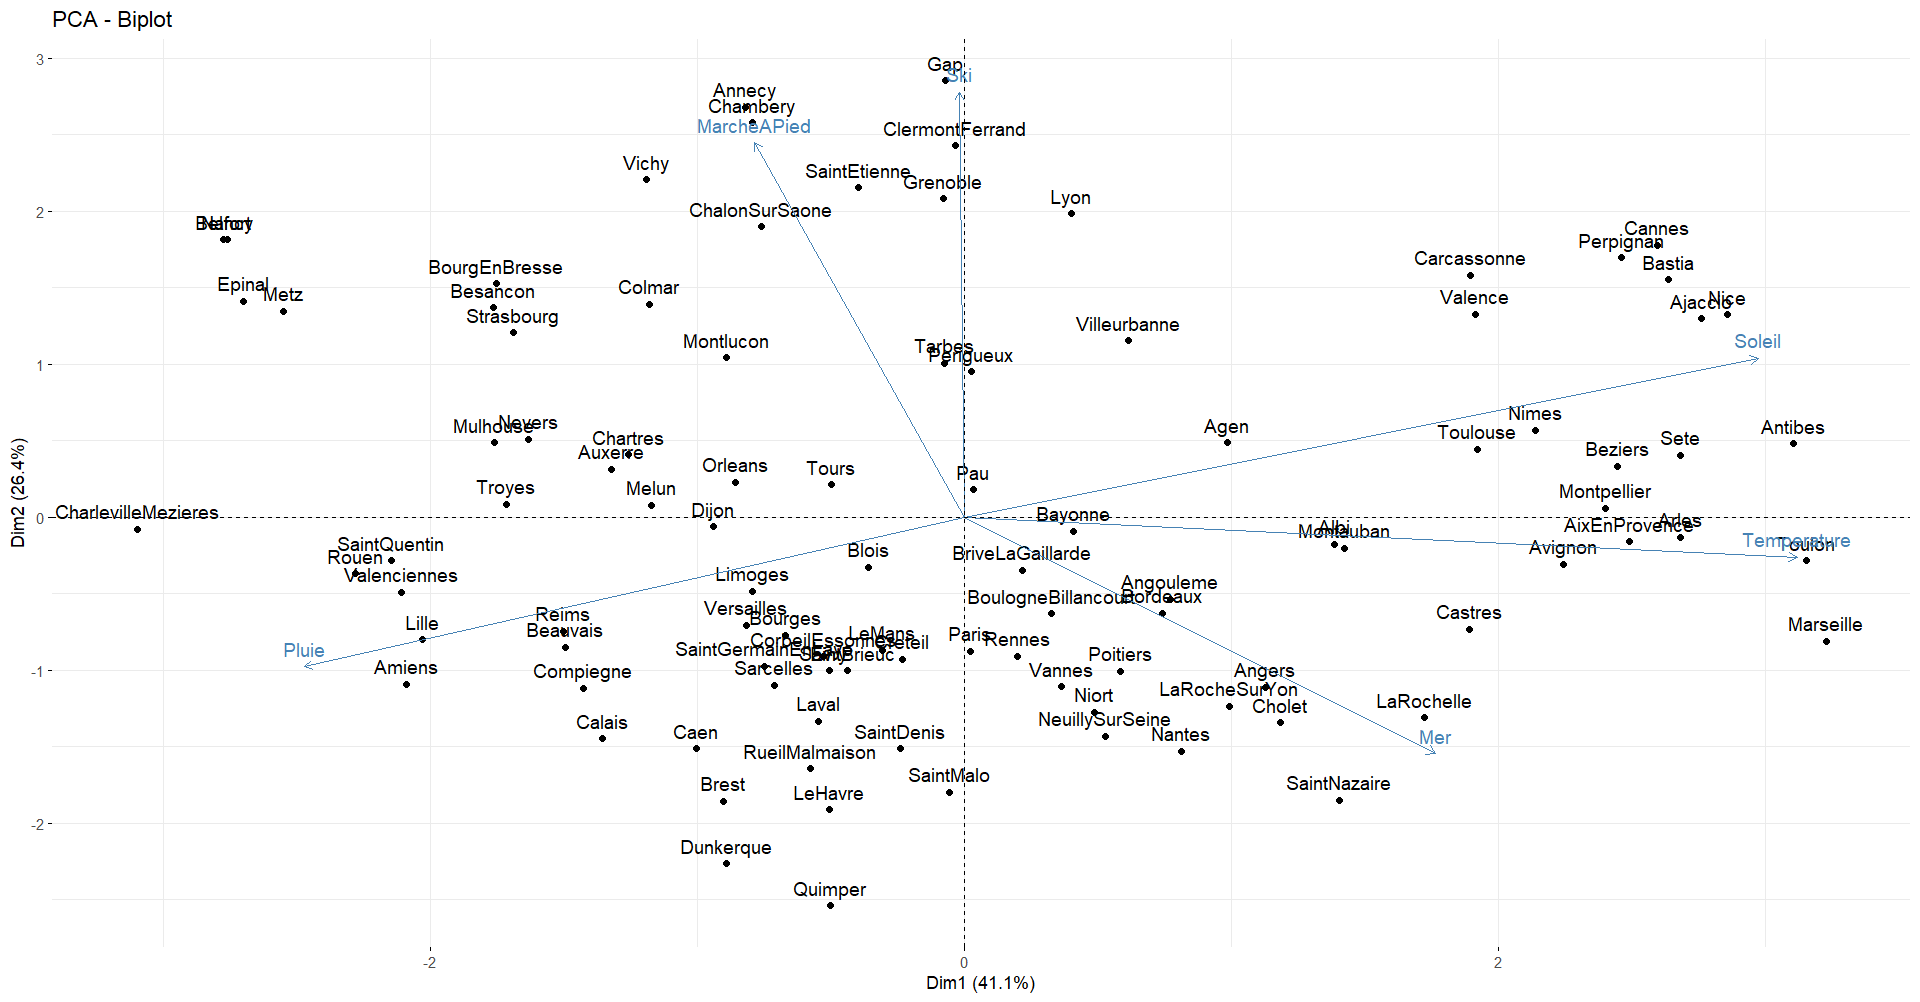 PCA - Biplot
3
Gap
Ski
Annecy
Chambery
MarcheAPied
ClermontFerrand
Vichy
SaintEtienne
Grenoble
Lyon
2
ChalonSurSaone
Belfort
Nancy
Cannes
Perpignan
Bastia
Carcassonne
BourgEnBresse
Epinal
Metz
Besancon
Colmar
Valence
Ajaccio
Nice
Strasbourg
Villeurbanne
Montlucon
Tarbes
Perigueux
Soleil
1
Nimes
Mulhouse
Nevers
Chartres
Auxerre
Agen
Toulouse
Antibes
Sete
Beziers
Orleans
Tours
Pau
Troyes
Melun
Montpellier
0
CharlevilleMezieres
Dijon
Bayonne
Albi
Montauban
AixEnProvence
Arles
Temperature
Toulon
SaintQuentin
Rouen
Valenciennes
Blois
BriveLaGaillarde
Avignon
Limoges
Angouleme
Bordeaux
BoulogneBillancourt
Versailles
Bourges
Reims
Beauvais
Lille
Castres
Marseille
Pluie
CorbeilEssonnes
LeMans
Creteil
Paris
Rennes
SaintGermainEnLaye
SaintBrieuc
Sarcelles
-1
Amiens
Compiegne
Vannes
Poitiers
Angers
Niort
LaRocheSurYon
Cholet
LaRochelle
Laval
Calais
Caen
SaintDenis
NeuillySurSeine
Nantes
Mer
RueilMalmaison
SaintMalo
Brest
LeHavre
SaintNazaire
-2
Dunkerque
Quimper
Dim2 (26.4%)
-2
0
2
Dim1 (41.1%)